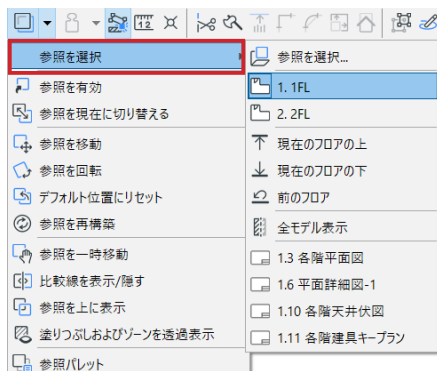 12
参照を選択
参照を有効
参照を現在に切り替える
参照を移動
参照を回転
デフォルト位置にリセット
参照を再構築
参照を一時移動
比較線を表示/隠す
参照を上に表示
塗りつぶしおよびゾーンを透過表示
参照パレット
参照を選択...
1. 1FL
2. 2FL
現在のフロアの上
現在のフロアの下
前のフロア
全モデル表示
1.3 各階平面図
1.6 平面詳細図-1
1.10 各階天井伏図
1.11 各階建具キープラン